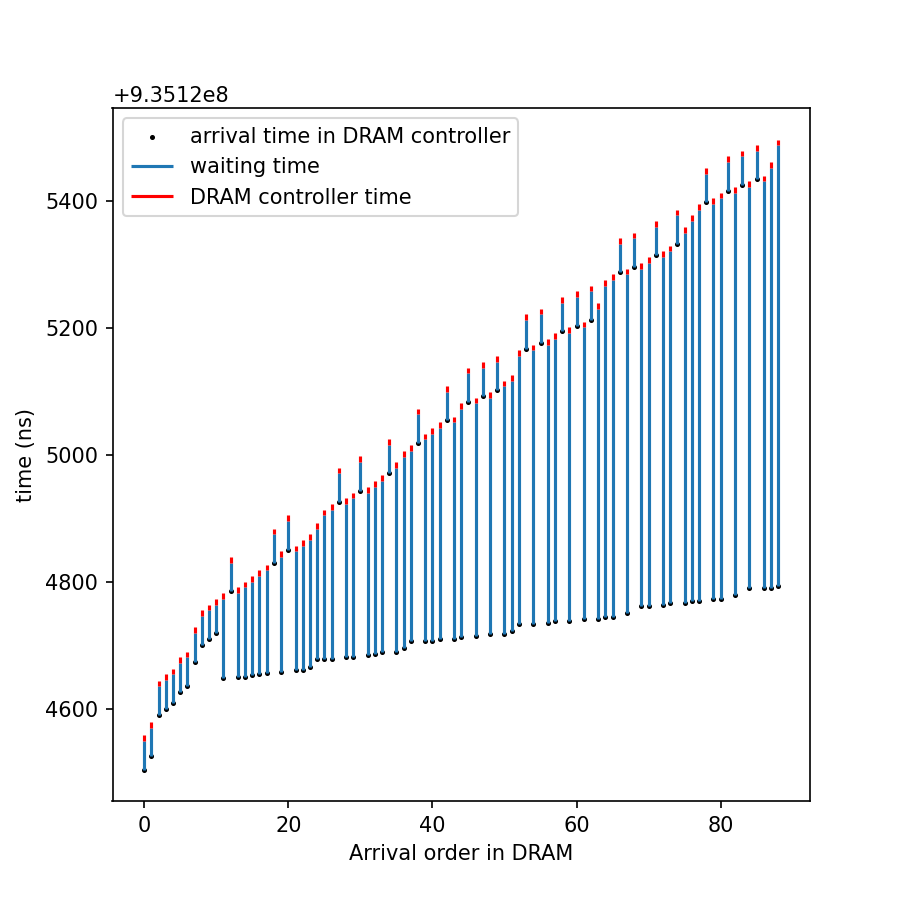 +9.3512e8
arrival time in DRAM controller
waiting time
DRAM controller time
5400
5200
5000
4800
4600
time (ns)
0 20 40 60 80
Arrival order in DRAM